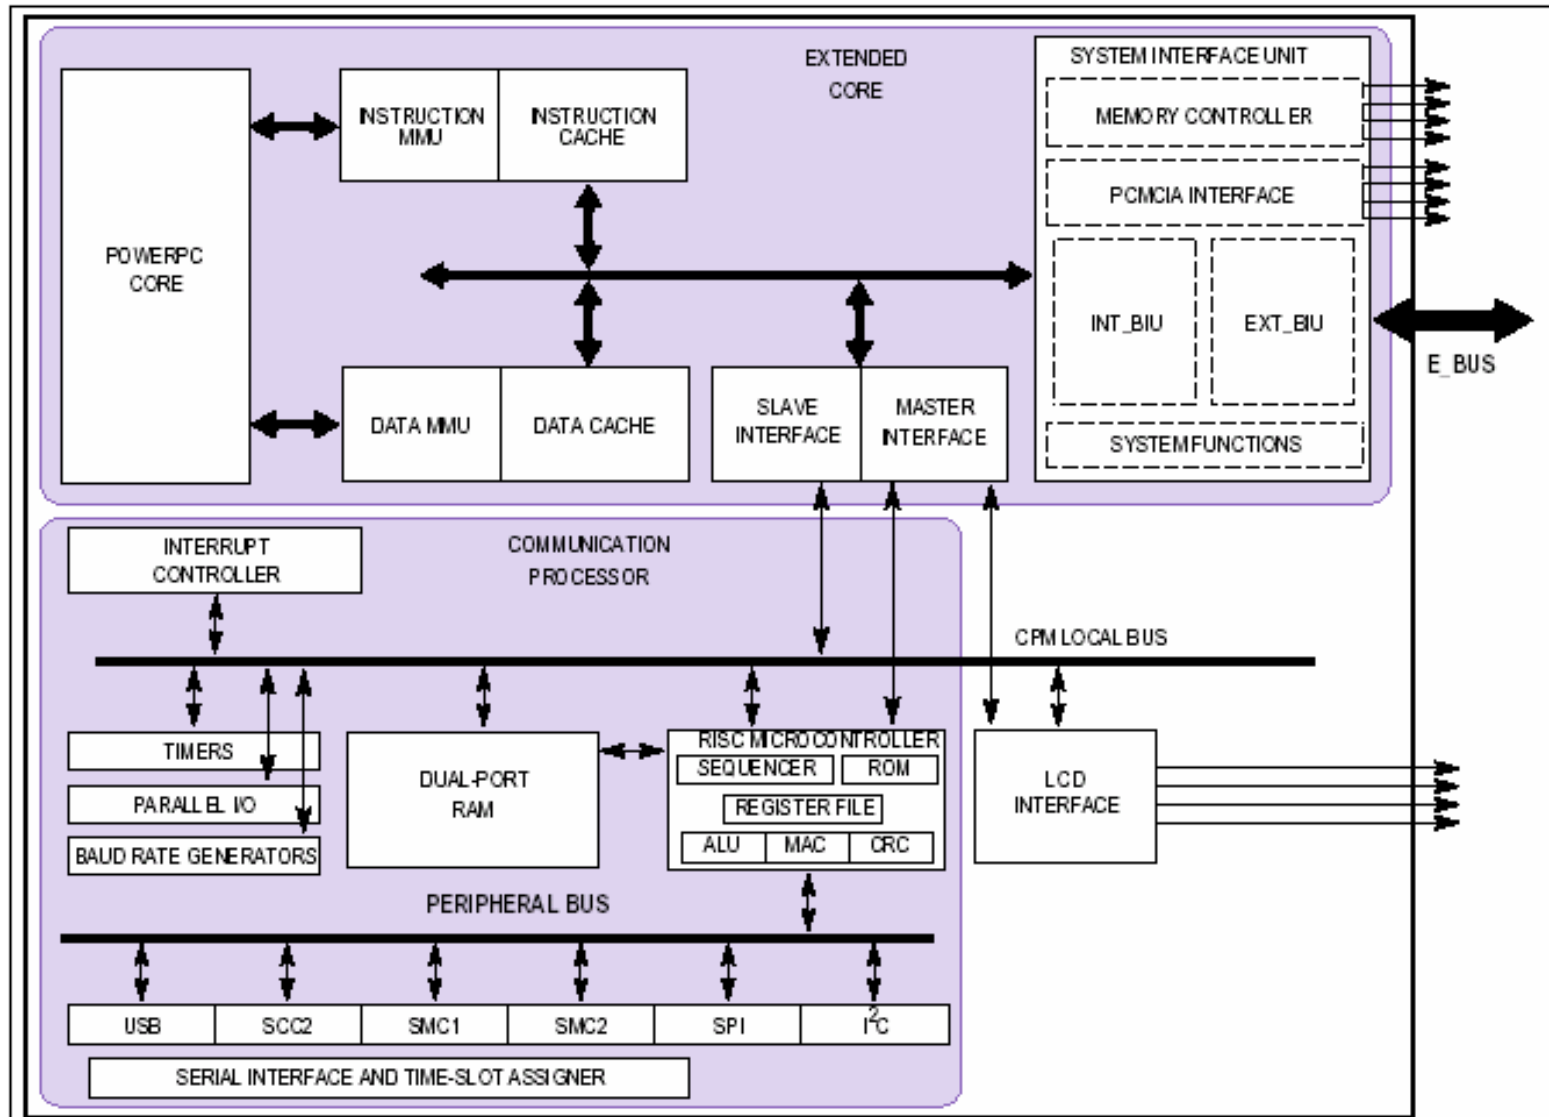 EXTENDED
CORE
SYSTEM INTERFACE UNIT
MEMORY CONTROLLER
PCMCIA INTERFACE
INT_BIU
EXT_BIU
SYSTEM FUNCTIONS
E_BUS
INSTRUCTION
MMU
INSTRUCTION
CACHE
POWERPC
CORE
DATA MMU
DATA CACHE
SLAVE
INTERFACE
MASTER
INTERFACE
INTERRUPT
CONTROLLER
COMMUNICATION
PROCESSOR
CPM LOCAL BUS
TIMERS
PARALLEL I/O
BAUD RATE GENERATORS
DUAL-PORT
RAM
RISC MICROCONTROLLER
SEQUENCER
ROM
REGISTER FILE
ALU
MAC
CRC
LCD
INTERFACE
PERIPHERAL BUS
USB
SCC2
SMC1
SMC2
SPI
I²C
SERIAL INTERFACE AND TIME-SLOT ASSIGNER